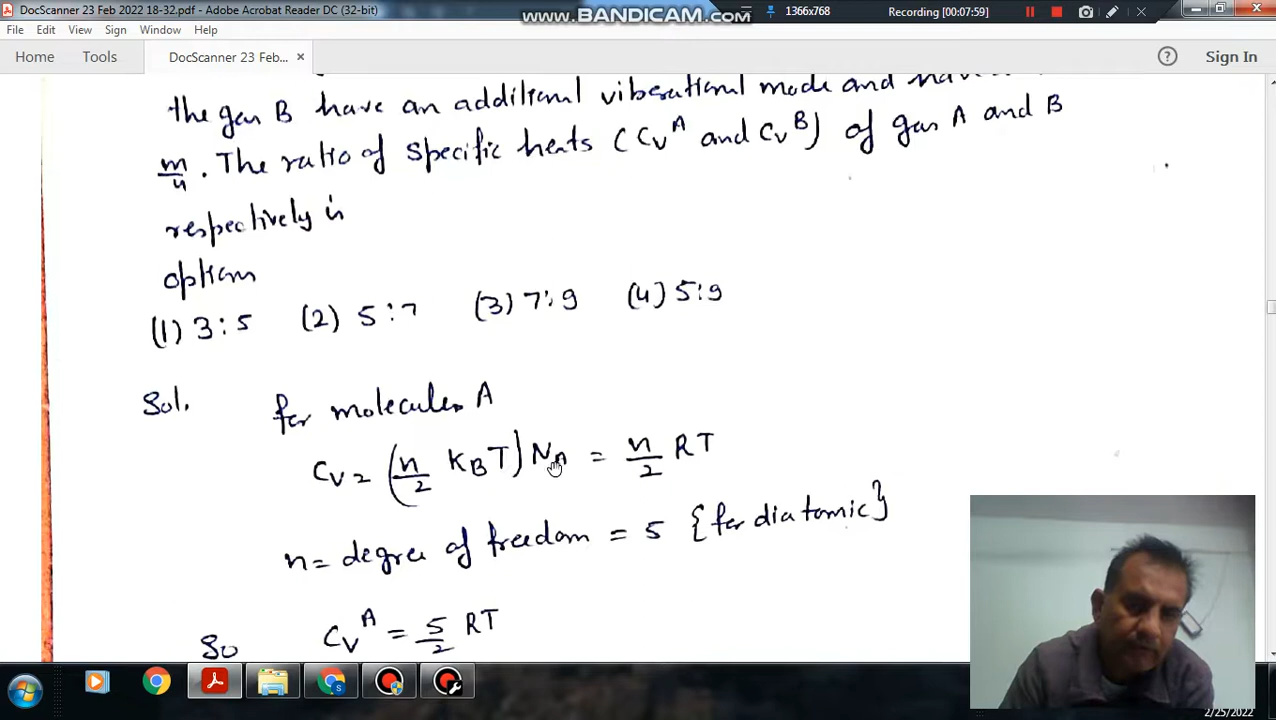 DocScanner 23 Feb 2022 18-32.pdf - Adobe Acrobat Reader DC (32-bit)
www.BANDICAM.com
1366x768
Recording [00:07:59]
File Edit View Sign Window Help
Home Tools DocScanner 23 Feb... × ? Sign In
the gas B have an additional viberational mode and
m/4 . The ratio of specific heats (Cv^A and Cv^B) of gas A and B
respectively is
option
(1) 3:5 (2) 5:7 (3) 7:9 (4) 5:9
Sol. for molecules A
Cv = (n/2 KBT) NA = n/2 RT
n = degree of freedom = 5 {for diatomic}
So Cv^A = 5/2 RT
2/25/2022